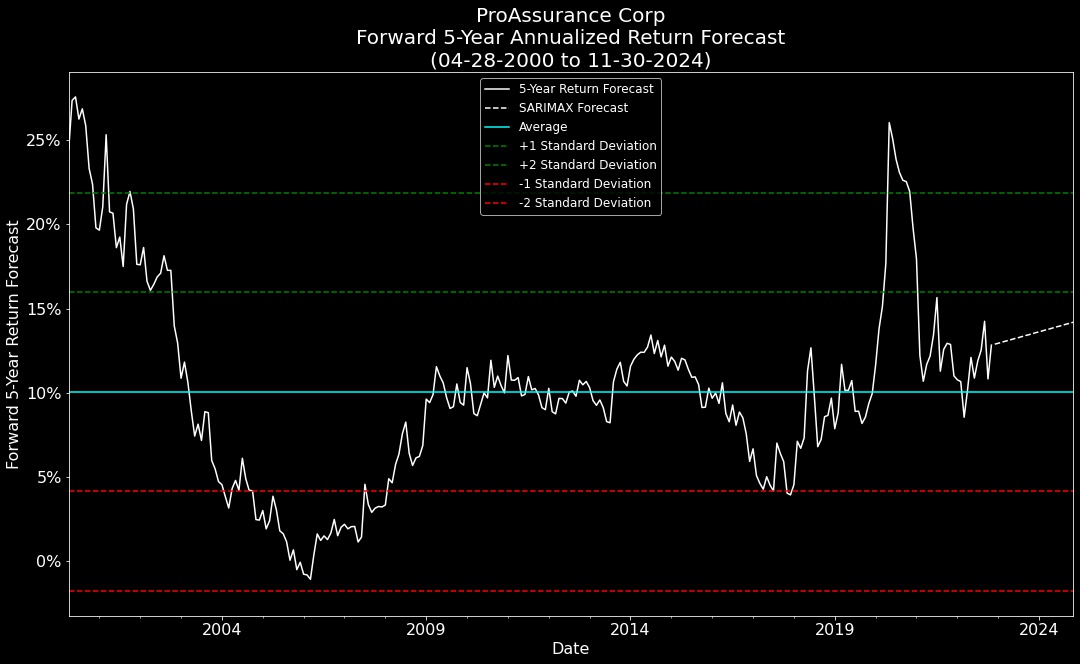 ProAssurance Corp
Forward 5-Year Annualized Return Forecast
(04-28-2000 to 11-30-2024)
5-Year Return Forecast
SARIMAX Forecast
Average
+1 Standard Deviation
+2 Standard Deviation
-1 Standard Deviation
-2 Standard Deviation
Forward 5-Year Return Forecast
25%
20%
15%
10%
5%
0%
2004
2009
2014
2019
2024
Date